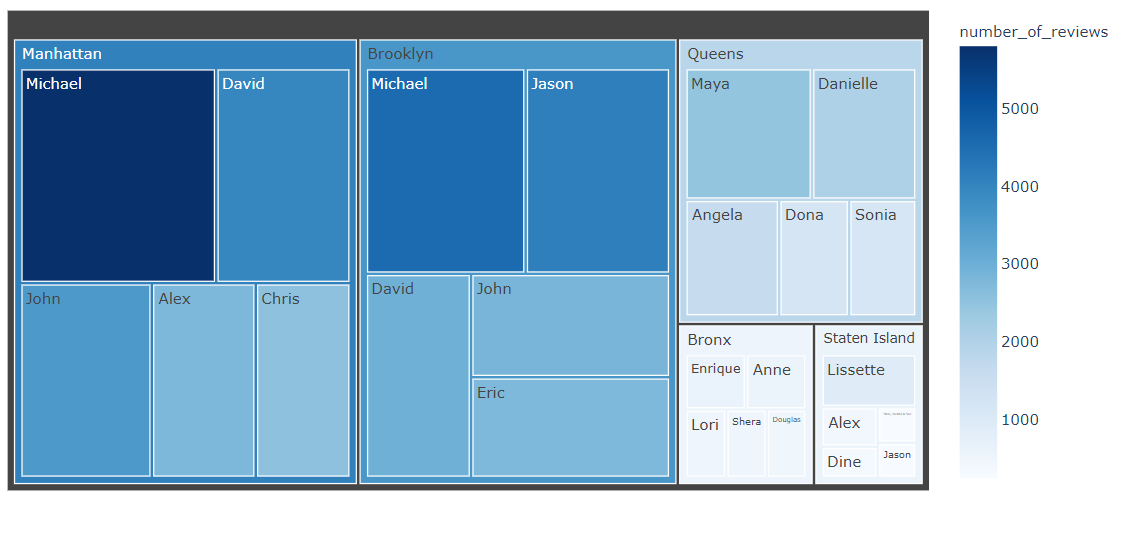 number_of_reviews
Manhattan
Michael
David
John
Alex
Chris
Brooklyn
Michael
Jason
David
John
Eric
Queens
Maya
Danielle
Angela
Dona
Sonia
Bronx
Enrique
Anne
Lori
Shera
Douglas
Staten Island
Lissette
Alex
Dine
Jason
5000
4000
3000
2000
1000